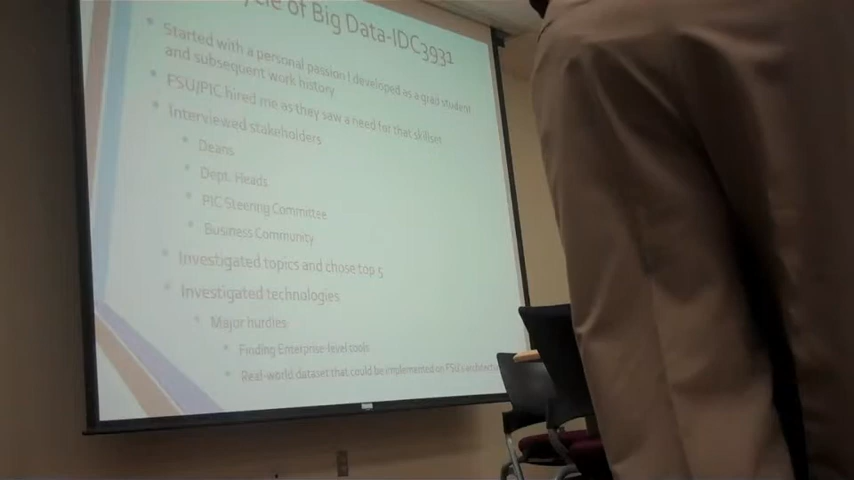 of Big Data-IDC3931
Started with a personal passion I developed as a grad student
and subsequent work history
FSU/PIC hired me as they saw a need for that skillset
Interviewed stakeholders
Deans
Dept. Heads
PIC Steering Committee
Business Community
Investigated topics and chose top 5
Investigated technologies
Major hurdles
Finding Enterprise-level tools
Real-world dataset that could be implemented on FSU's